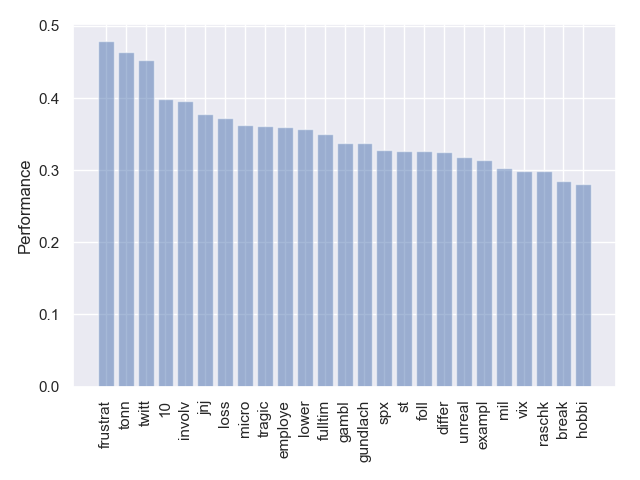 0.5
0.4
0.3
0.2
0.1
0.0
Performance
frustrat
tonn
twitt
10
involv
jnj
loss
micro
tragic
employe
lower
fulltim
gambl
gundlach
spx
st
foll
differ
unreal
exampl
mil
vix
raschk
break
hobbi